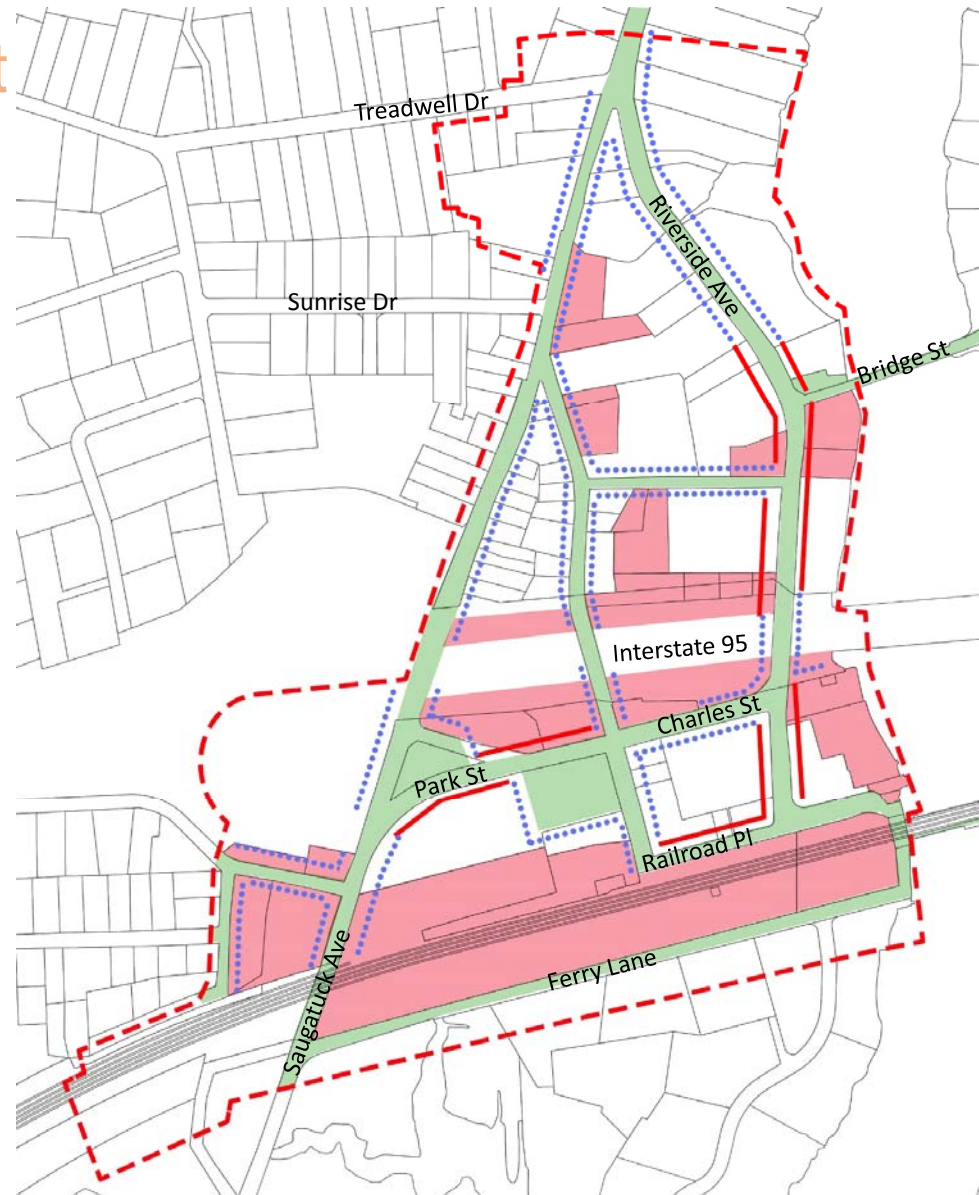 t
Treadwell Dr
Riverside Ave
Sunrise Dr
Bridge St
Interstate 95
Charles St
Park St
Railroad Pl
Saugatuck Ave
Ferry Lane